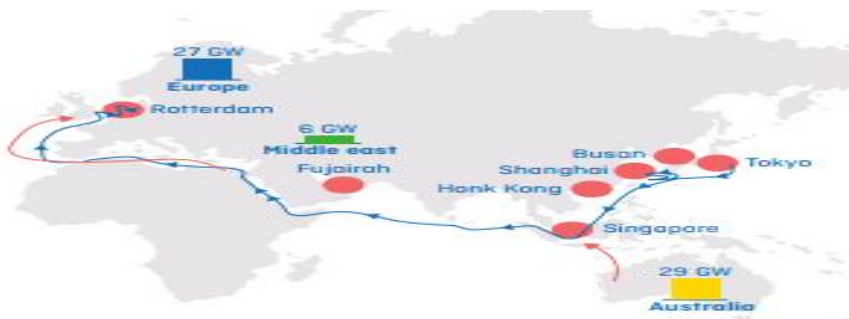 27 GW
Europe
Rotterdam
6 GW
Middle east
Fujairah
Busan
Shanghai
Tokyo
Honk Kong
Singapore
29 GW
Australia